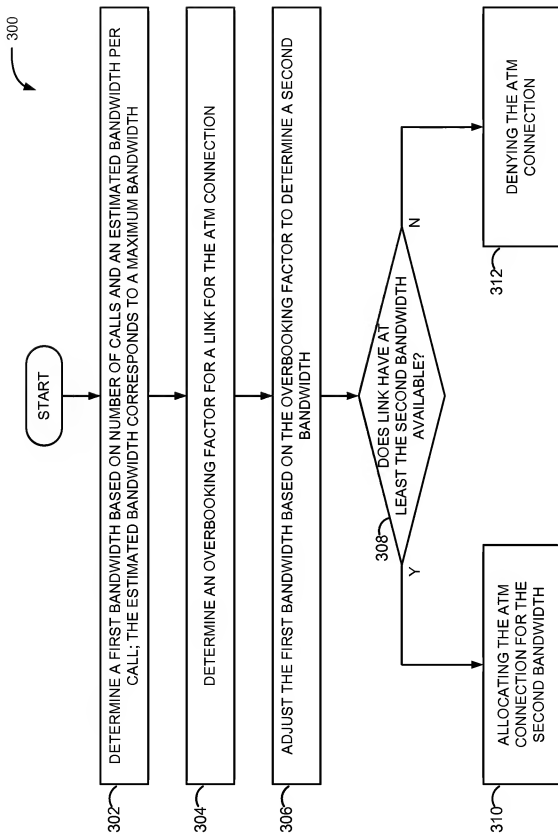 300
START
DETERMINE A FIRST BANDWIDTH BASED ON NUMBER OF CALLS AND AN ESTIMATED BANDWIDTH PER
CALL; THE ESTIMATED BANDWIDTH CORRESPONDS TO A MAXIMUM BANDWIDTH
302
DETERMINE AN OVERBOOKING FACTOR FOR A LINK FOR THE ATM CONNECTION
304
ADJUST THE FIRST BANDWIDTH BASED ON THE OVERBOOKING FACTOR TO DETERMINE A SECOND
BANDWIDTH
306
DOES LINK HAVE AT
LEAST THE SECOND BANDWIDTH
AVAILABLE?
308
Y
N
ALLOCATING THE ATM
CONNECTION FOR THE
SECOND BANDWIDTH
310
DENYING THE ATM
CONNECTION
312